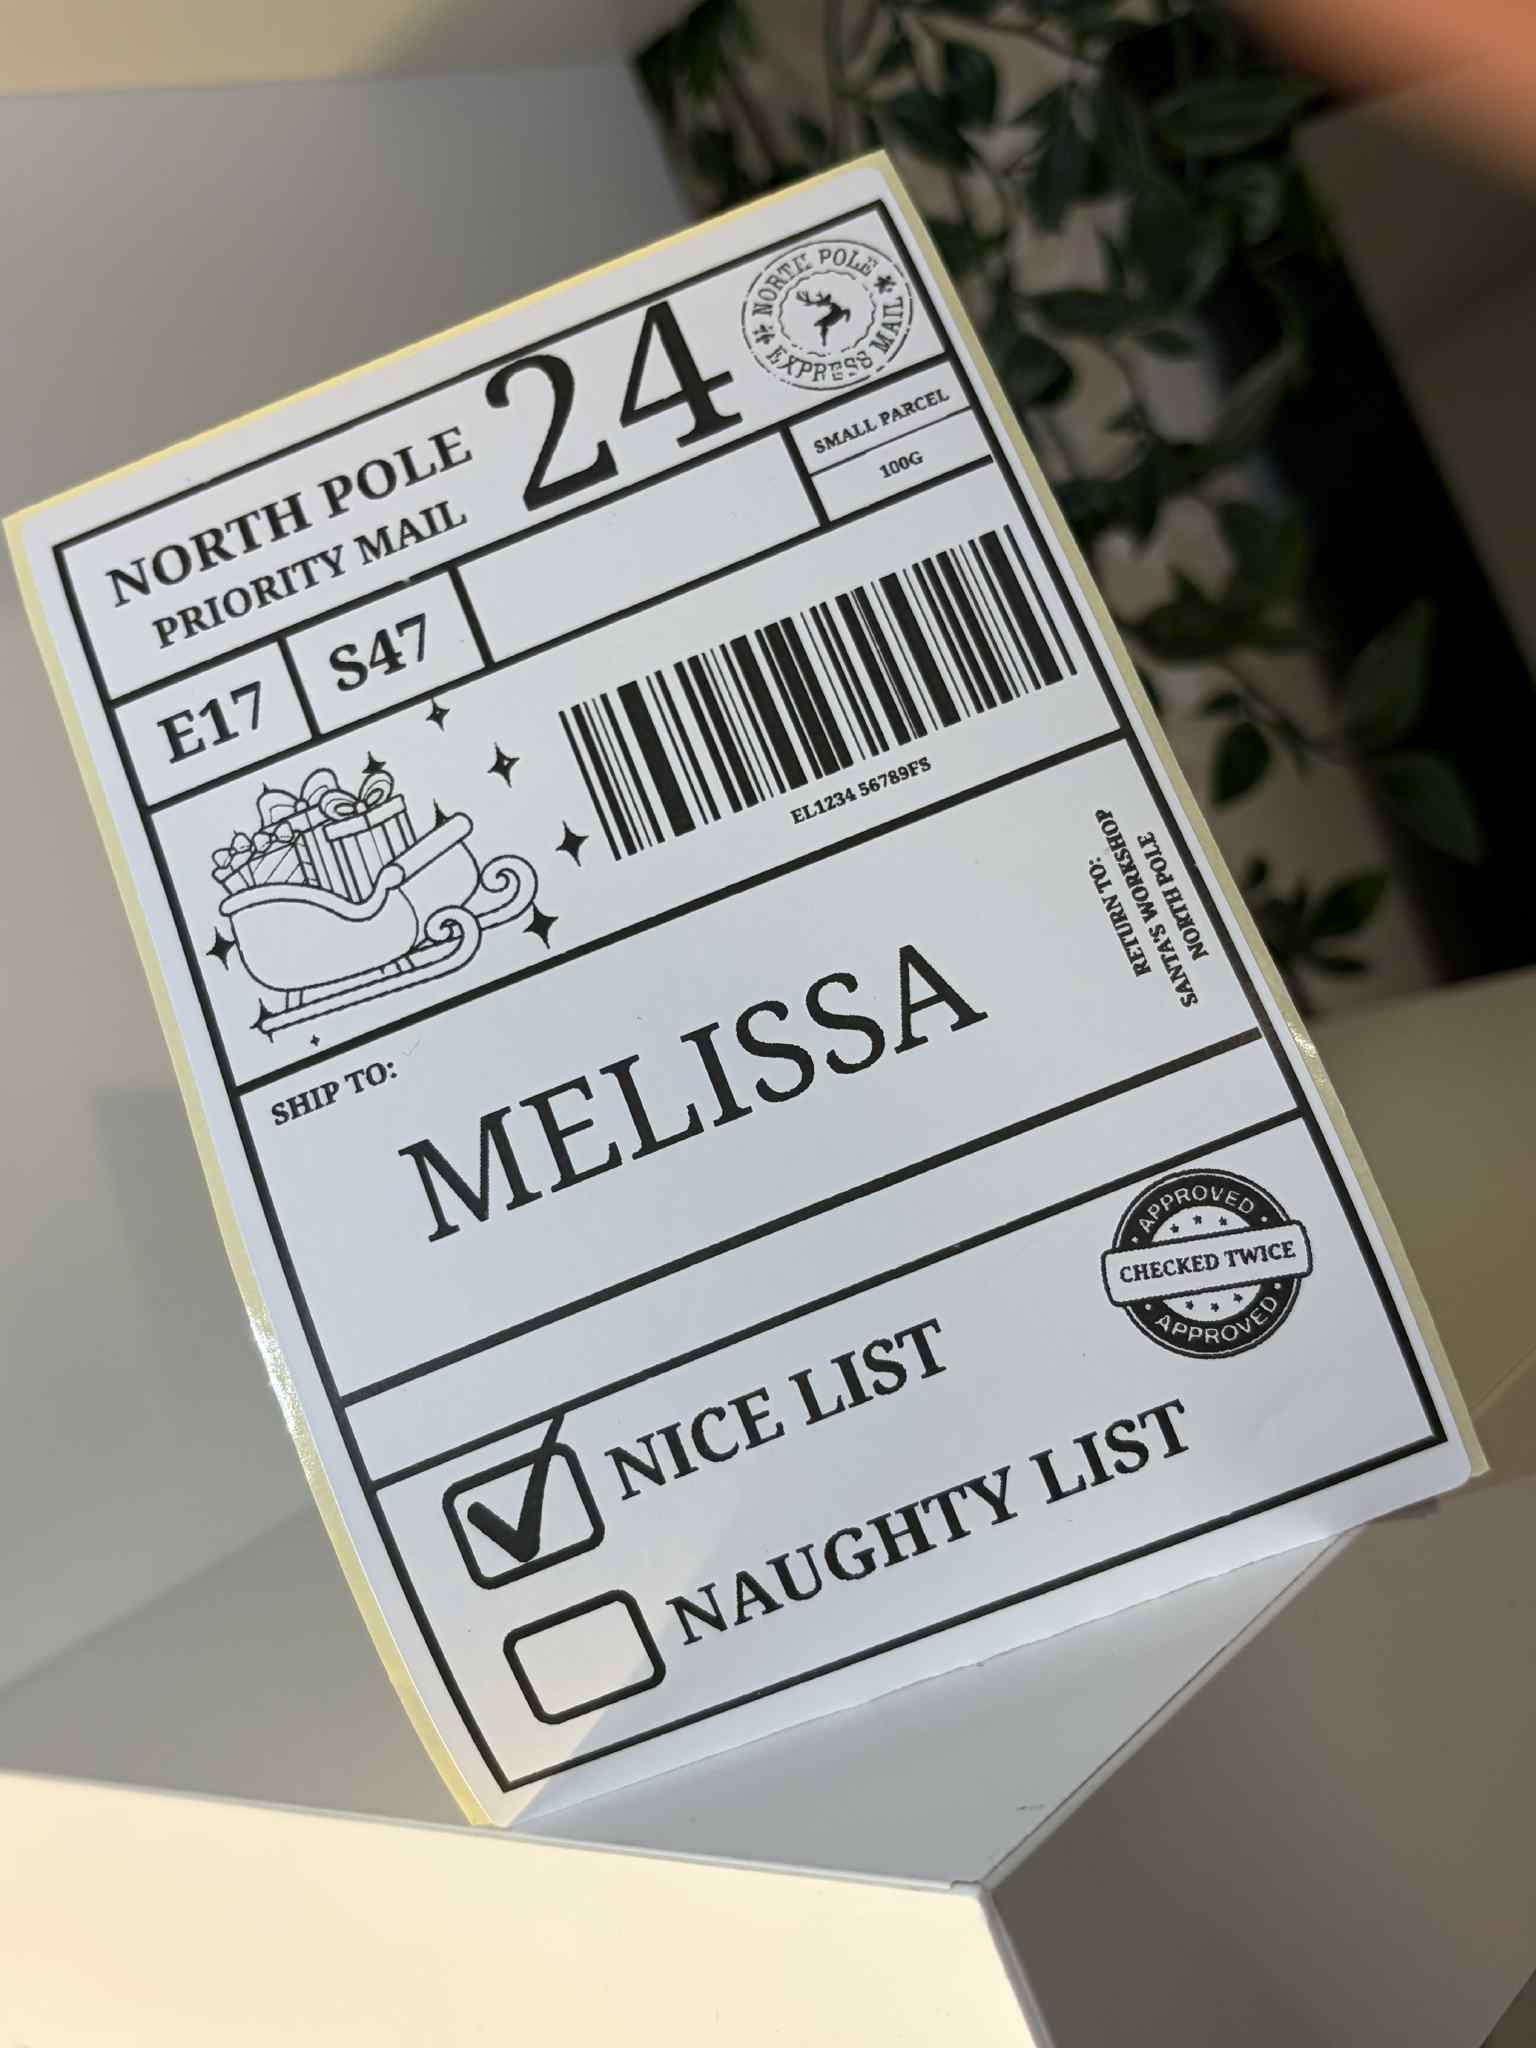 NORTH POLE
PRIORITY MAIL
24
NORTH POLE
EXPRESS MAIL
SMALL PARCEL
100G
E17
S47
EL1234 56789FS
SHIP TO:
MELISSA
RETURN TO:
SANTA'S WORKSHOP
NORTH POLE
APPROVED
CHECKED TWICE
APPROVED
NICE LIST
NAUGHTY LIST